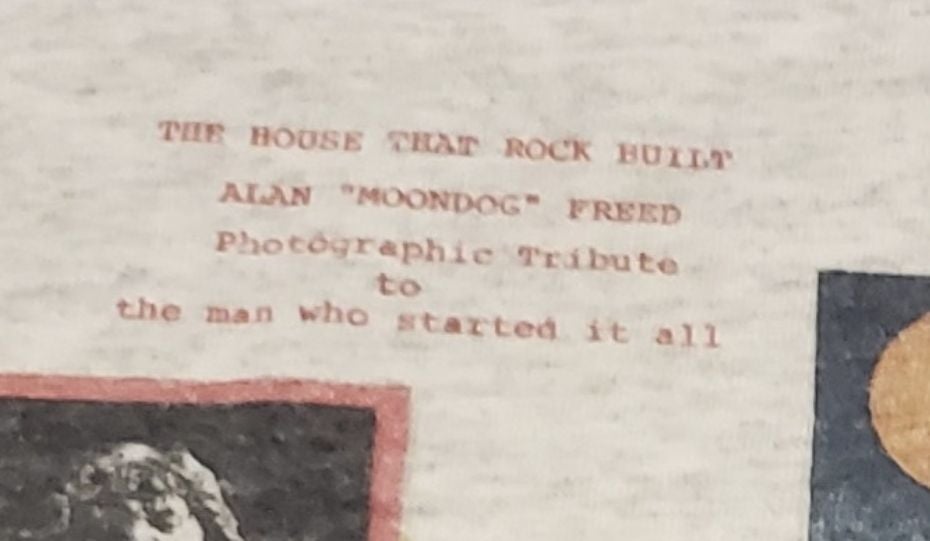 THE HOUSE THAT ROCK BUILT
ALAN "MOONDOG" FREED
Photographic Tribute
to
the man who started it all